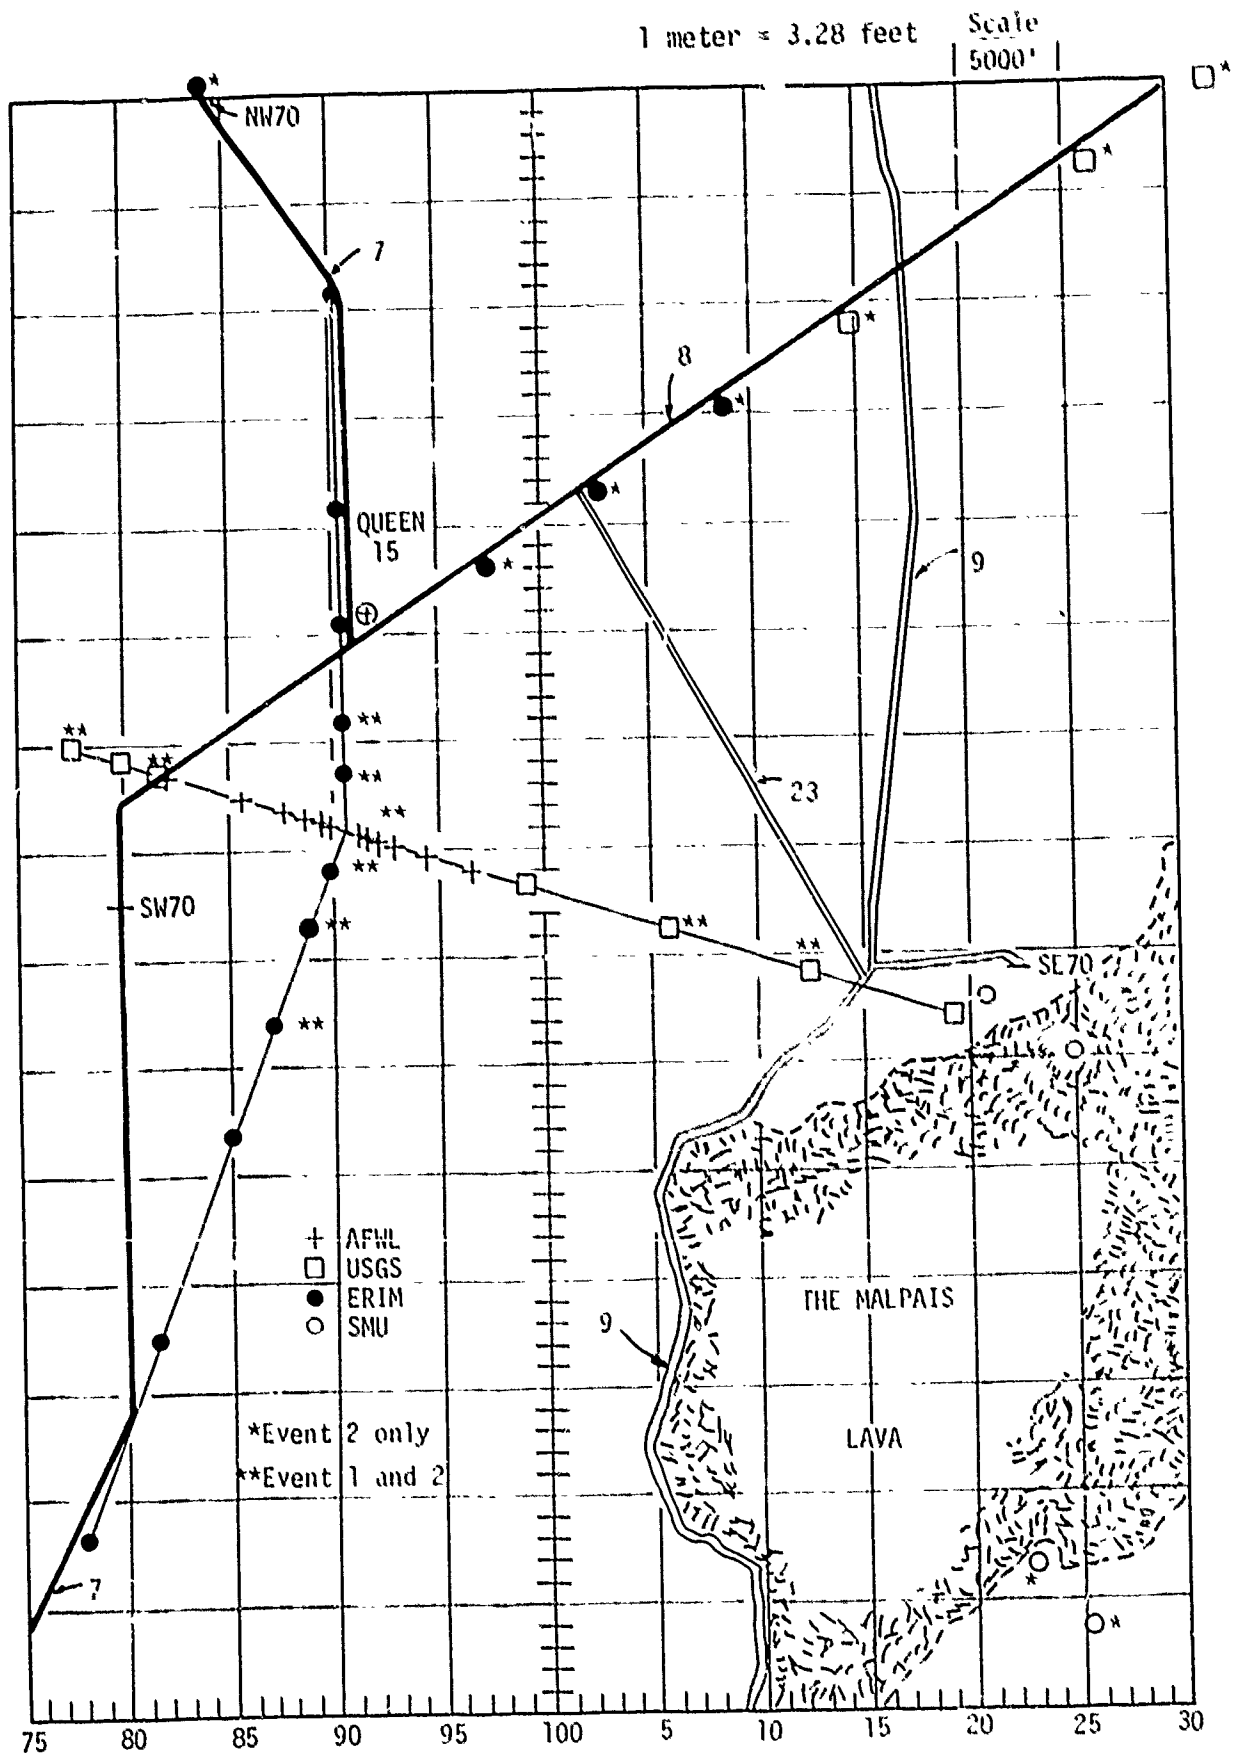 1 meter = 3.28 feet
Scale
5000'
*
*
NW70
7
*
*
8
*
*
QUEEN
15
*
9
**
**
**
**
23
**
**
SW70
**
**
**
SE70
**
AFWL
USGS
ERIM
SMU
THE MALPAIS
9
*Event 2 only
**Event 1 and 2
LAVA
7
*
*
75 80 85 90 95 100 5 10 15 20 25 30